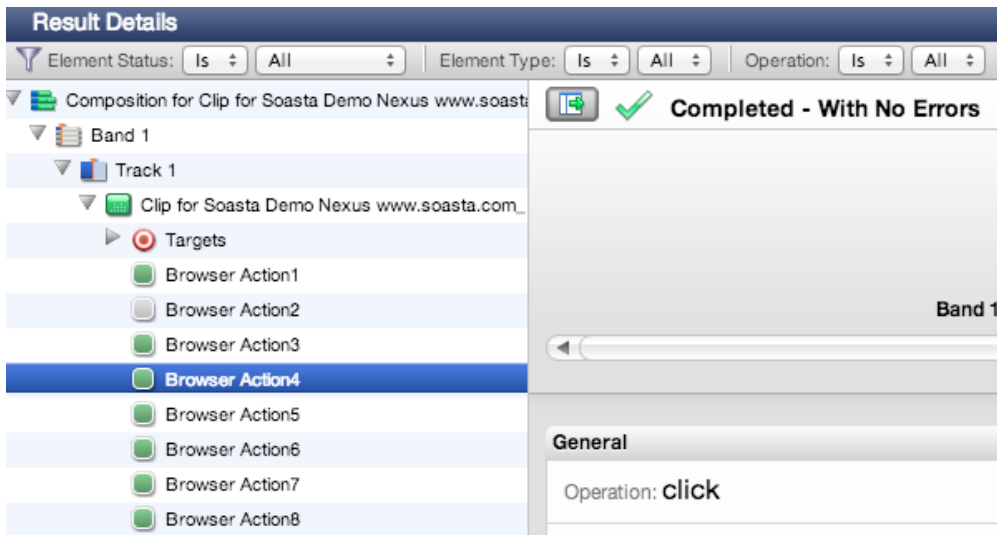 Result Details
Element Status: Is All Element Type: Is All Operation: Is All
Composition for Clip for Soasta Demo Nexus www.soasta
Completed - With No Errors
Band 1
Track 1
Clip for Soasta Demo Nexus www.soasta.com_
Targets
Browser Action1
Browser Action2
Band 1
Browser Action3
Browser Action4
Browser Action5
Browser Action6
Browser Action7
Browser Action8
General
Operation: click